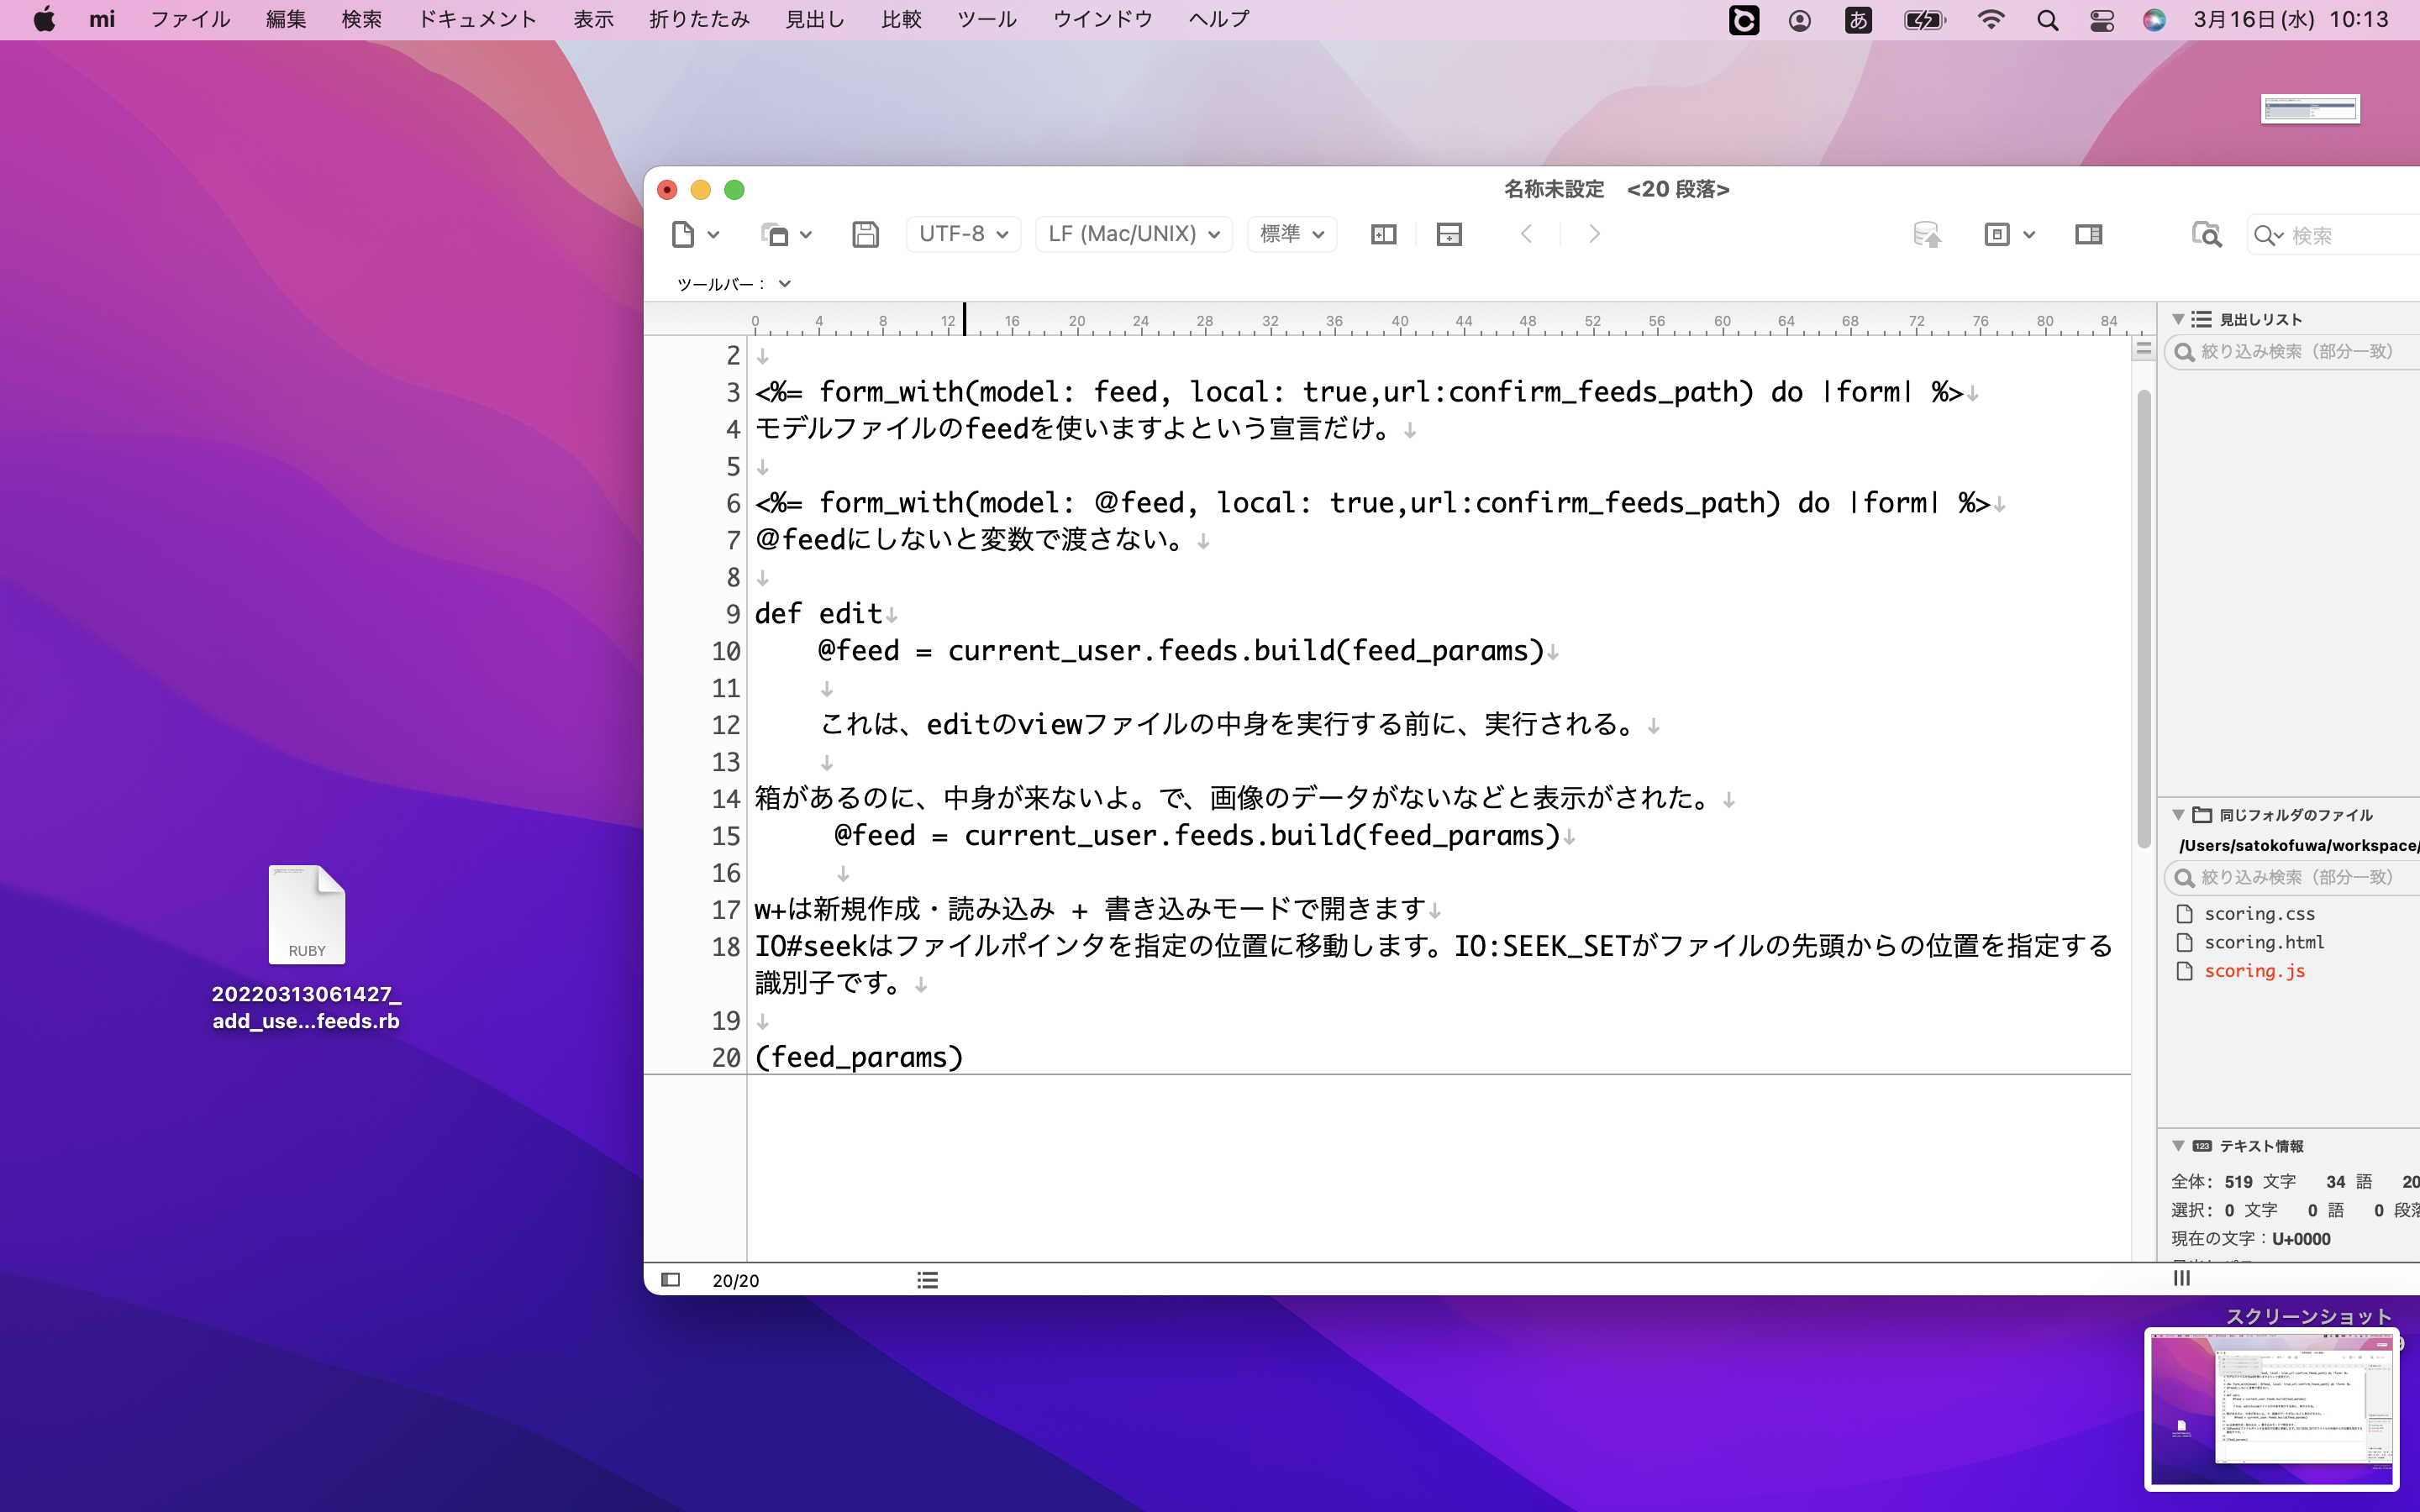 mi ファイル 編集 検索 ドキュメント 表示 折りたたみ 見出し 比較 ツール ウインドウ ヘルプ あ 3月16日(水) 10:13
名称未設定 <20 段落>
UTF-8 LF (Mac/UNIX) 標準 検索
ツールバー：
0 4 8 12 16 20 24 28 32 36 40 44 48 52 56 60 64 68 72 76 80 84
2 ↓
3 <%= form_with(model: feed, local: true,url:confirm_feeds_path) do |form| %>↓
4 モデルファイルのfeedを使いますよという宣言だけ。↓
5 ↓
6 <%= form_with(model: @feed, local: true,url:confirm_feeds_path) do |form| %>↓
7 @feedにしないと変数で渡さない。↓
8 ↓
9 def edit↓
10 @feed = current_user.feeds.build(feed_params)↓
11 ↓
12 これは、editのviewファイルの中身を実行する前に、実行される。↓
13 ↓
14 箱があるのに、中身が来ないよ。で、画像のデータがないなどと表示がされた。↓
15 @feed = current_user.feeds.build(feed_params)↓
16 ↓
17 w+は新規作成・読み込み + 書き込みモードで開きます↓
18 IO#seekはファイルポインタを指定の位置に移動します。IO:SEEK_SETがファイルの先頭からの位置を指定する
識別子です。↓
19 ↓
20 (feed_params)
20/20
見出しリスト
絞り込み検索（部分一致）
同じフォルダのファイル
/Users/satokofuwa/workspace/
絞り込み検索（部分一致）
scoring.css
scoring.html
scoring.js
123 テキスト情報
全体: 519 文字 34 語 20
選択: 0 文字 0 語 0 段落
現在の文字：U+0000
RUBY
20220313061427_
add_use...feeds.rb
スクリーンショット